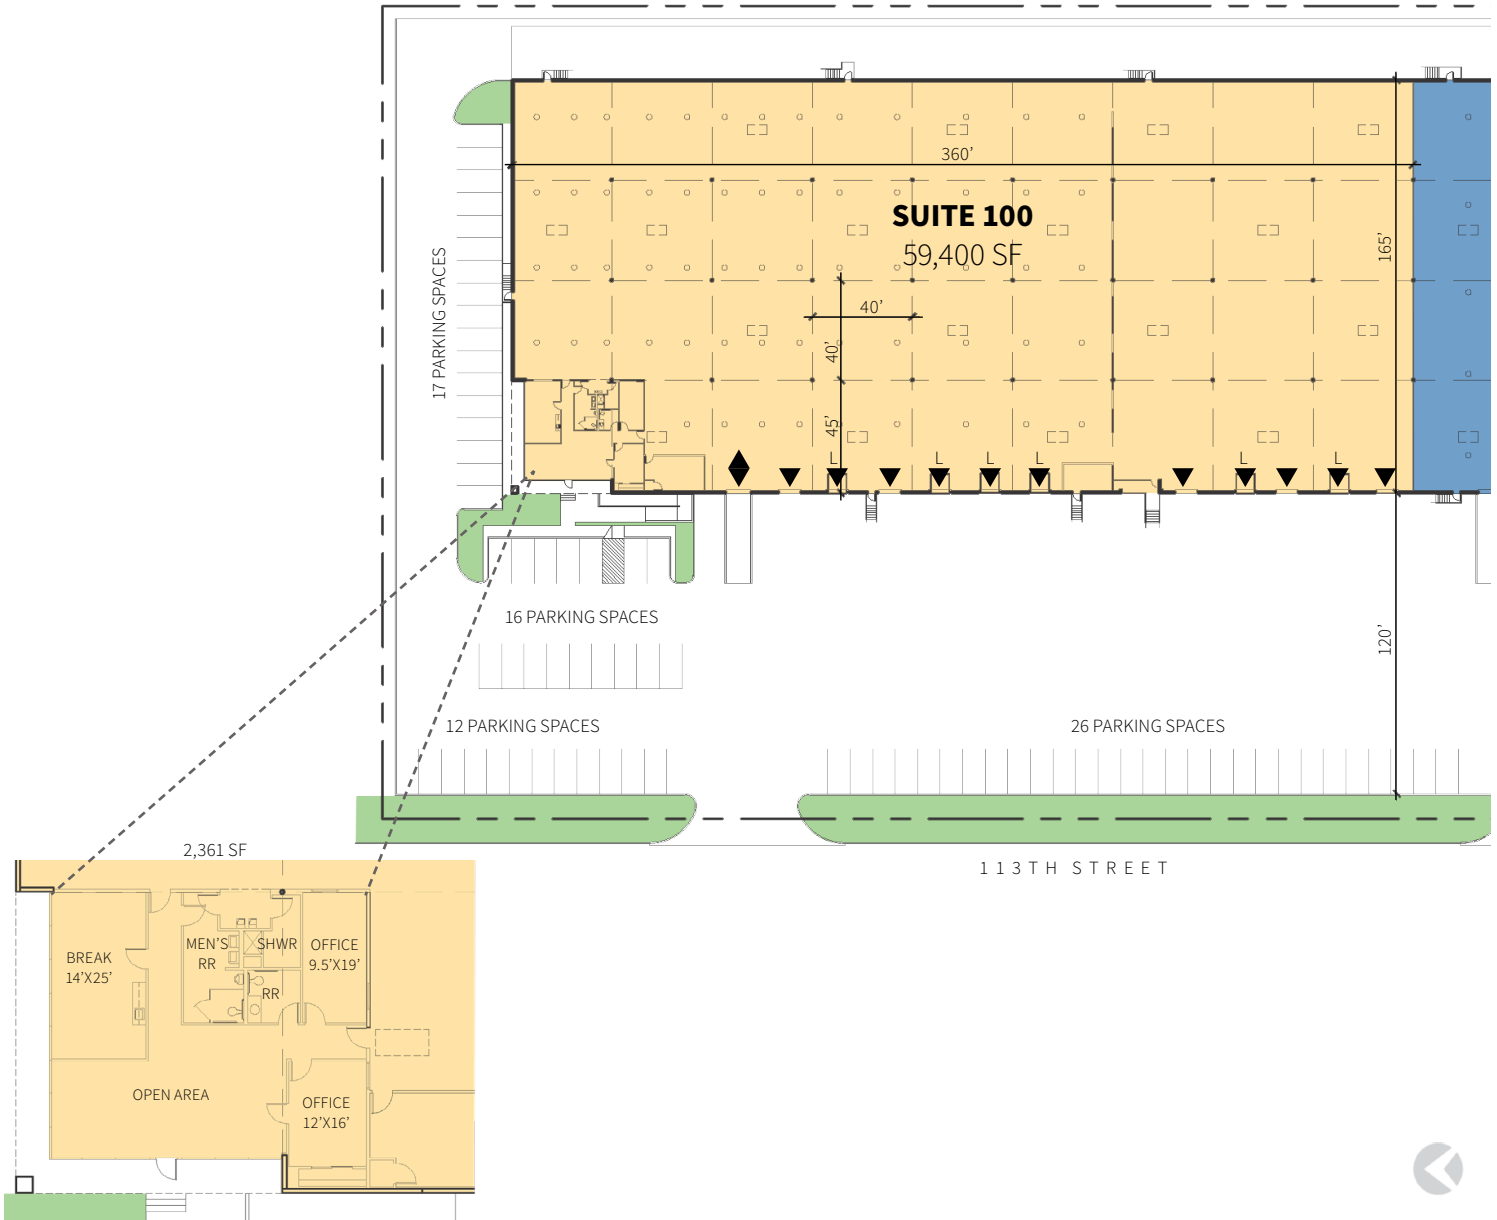 360’
SUITE 100
59,400 SF
165’
17 PARKING SPACES
40’
40’
45’
L
L
L
L
L
L
16 PARKING SPACES
120’
12 PARKING SPACES
26 PARKING SPACES
113TH STREET
2,361 SF
BREAK
14’X25’
MEN’S
RR
SHWR
RR
OFFICE
9.5’X19’
OPEN AREA
OFFICE
12’X16’